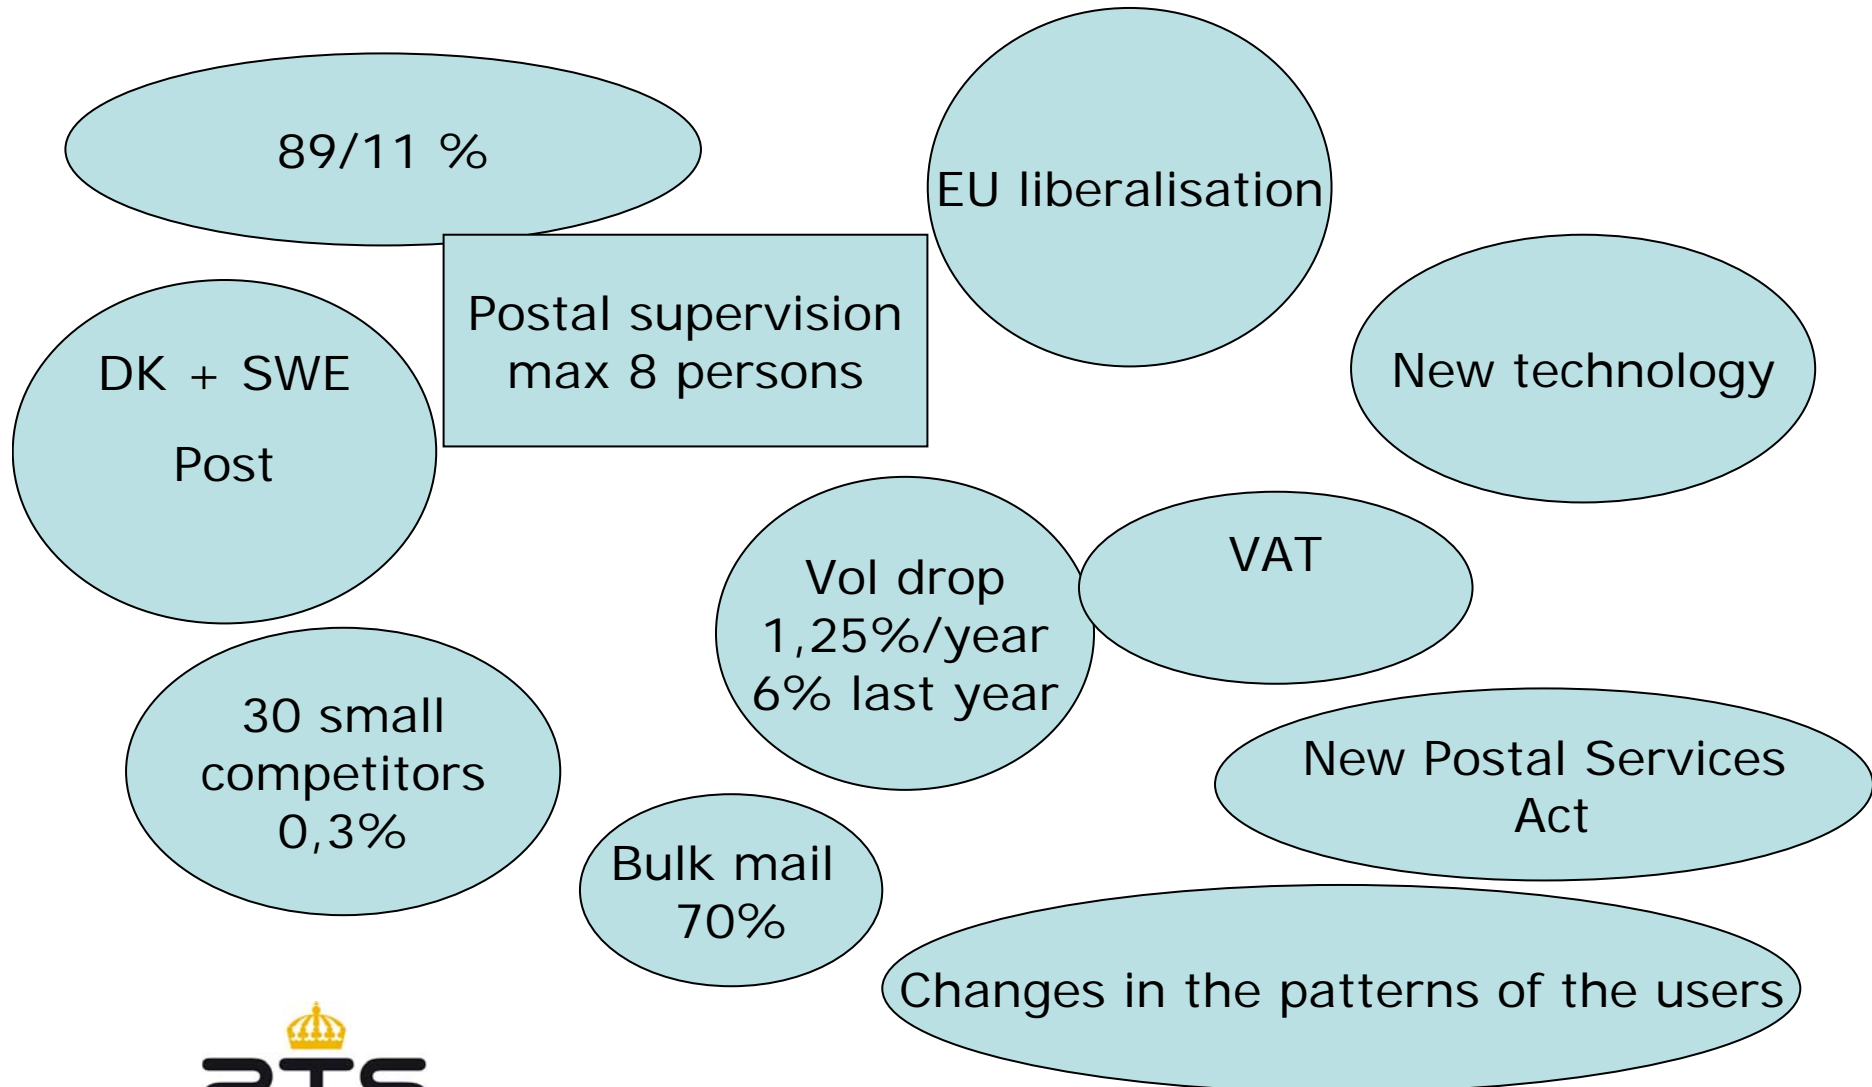 89/11 %
EU liberalisation
Postal supervision
max 8 persons
DK + SWE
Post
New technology
Vol drop
1,25%/year
6% last year
VAT
30 small
competitors
0,3%
New Postal Services
Act
Bulk mail
70%
Changes in the patterns of the users
PTS